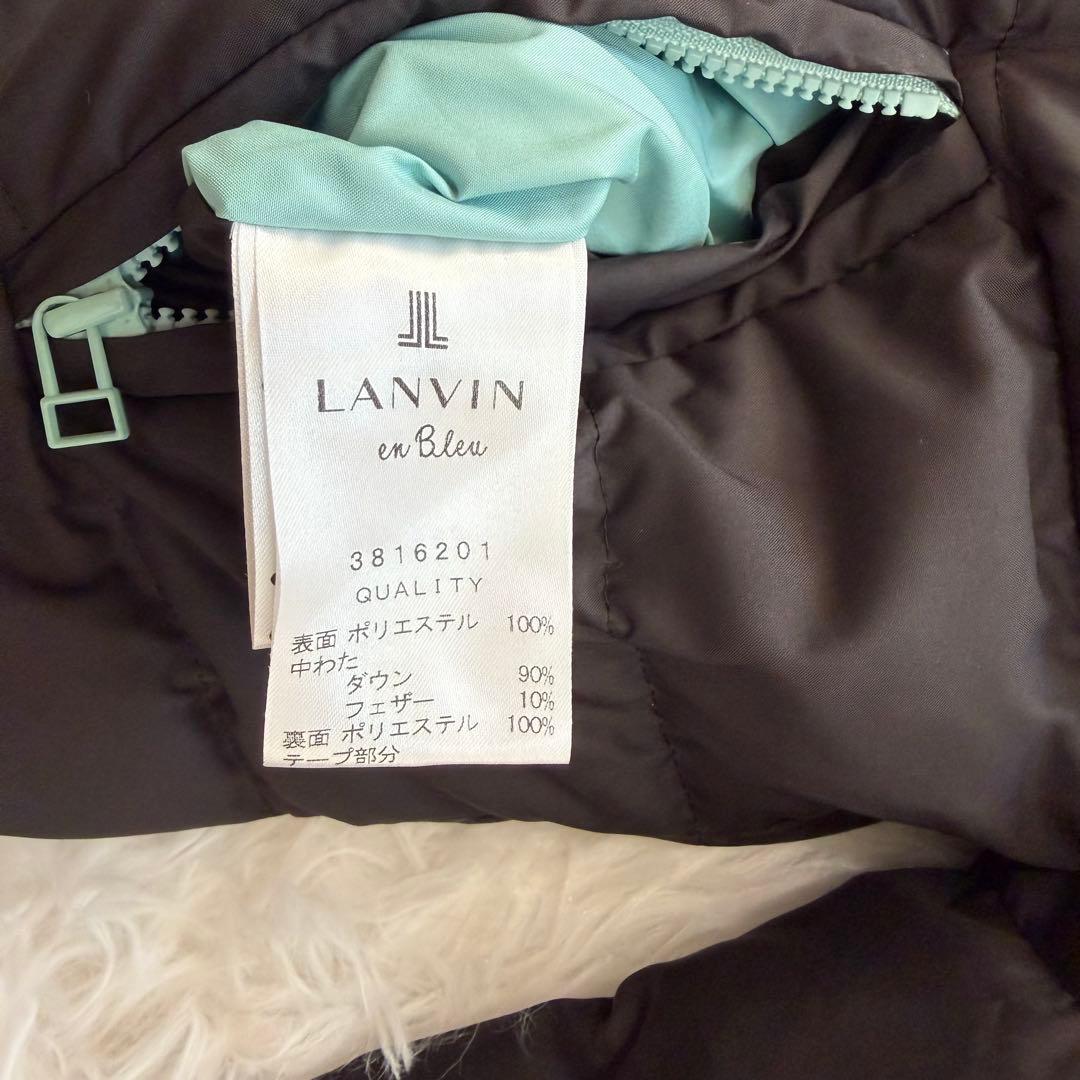 LANVIN
en Bleu
3816201
QUALITY
表面 ポリエステル 100%
中わた
ダウン 90%
フェザー 10%
裏面 ポリエステル 100%
テープ部分